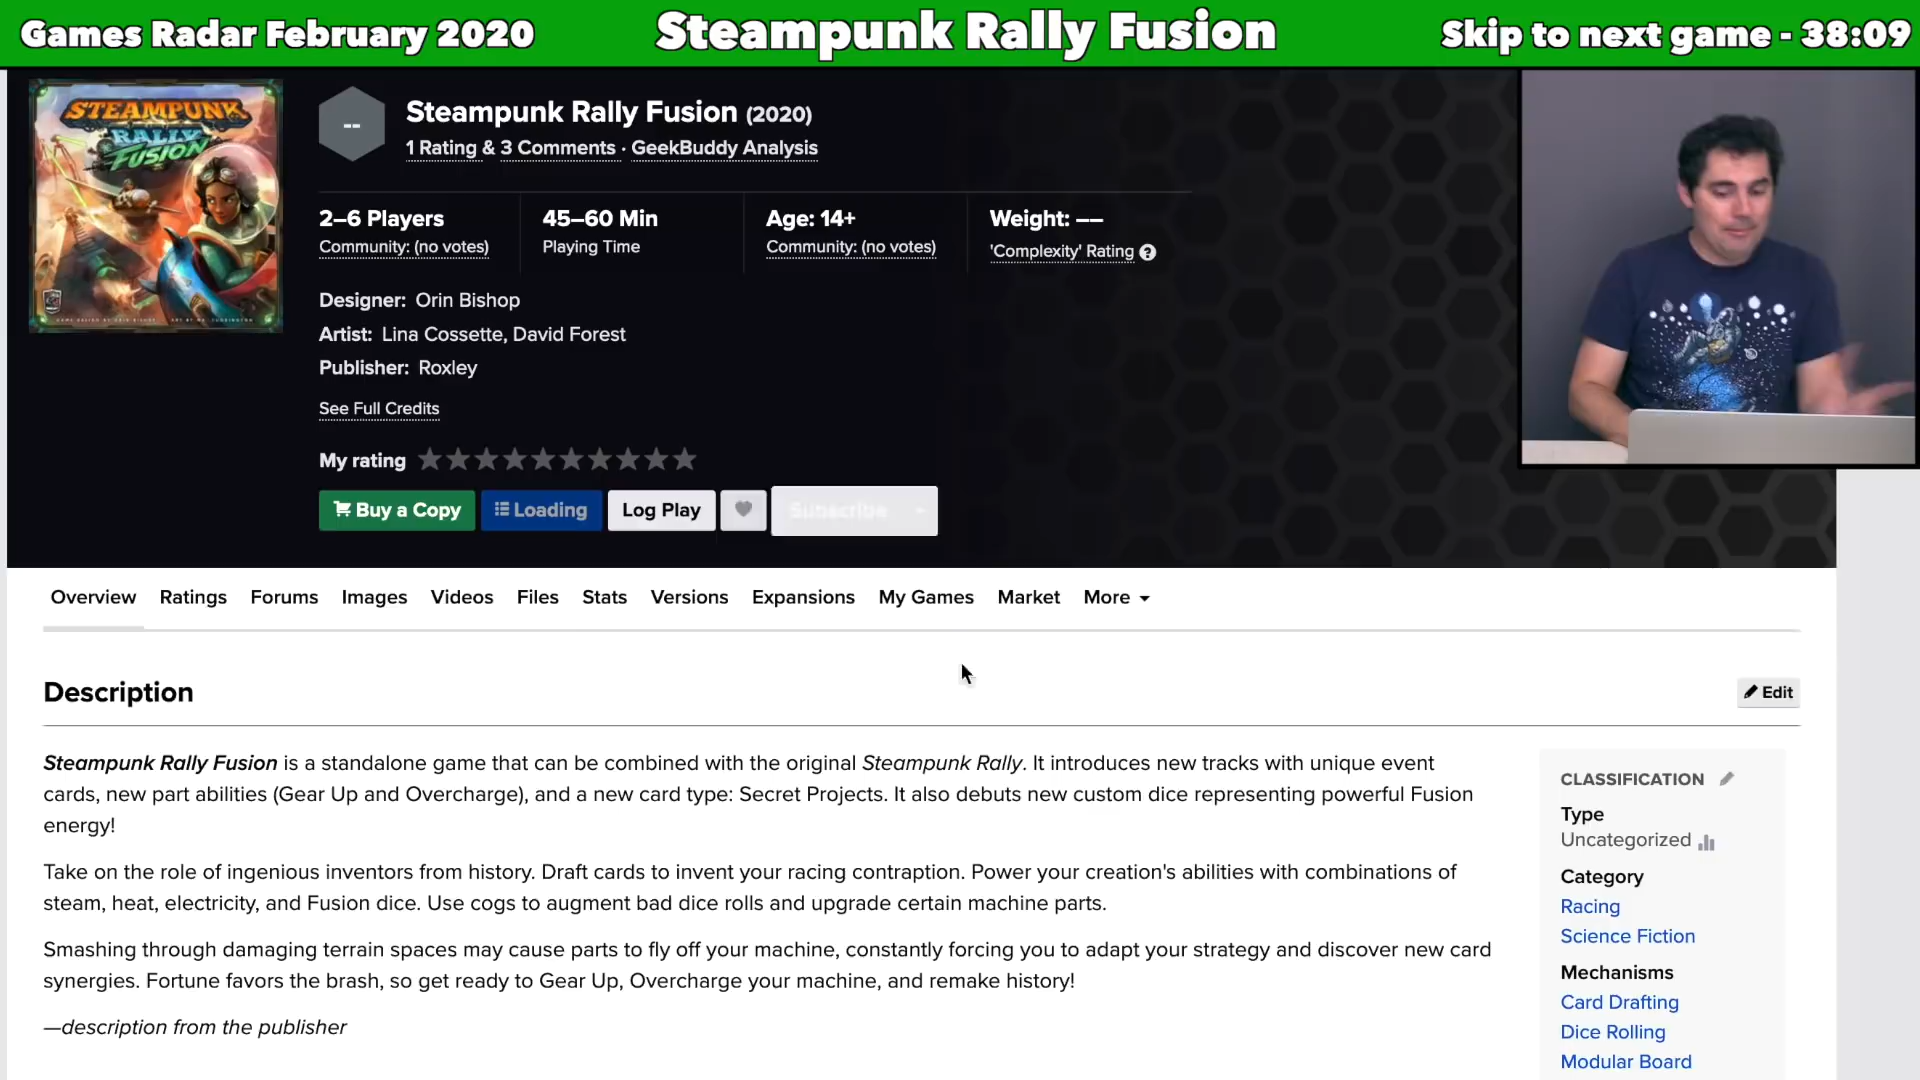 Games Radar February 2020
Steampunk Rally Fusion
Skip to next game - 38:09
STEAMPUNK
RALLY
FUSION
--
Steampunk Rally Fusion (2020)
1 Rating & 3 Comments · GeekBuddy Analysis
2–6 Players
Community: (no votes)
45–60 Min
Playing Time
Age: 14+
Community: (no votes)
Weight: ––
'Complexity' Rating
Designer: Orin Bishop
Artist: Lina Cossette, David Forest
Publisher: Roxley
See Full Credits
My rating
Buy a Copy
Loading
Log Play
Subscribe
Overview Ratings Forums Images Videos Files Stats Versions Expansions My Games Market More
Description
Edit
Steampunk Rally Fusion is a standalone game that can be combined with the original Steampunk Rally. It introduces new tracks with unique event
cards, new part abilities (Gear Up and Overcharge), and a new card type: Secret Projects. It also debuts new custom dice representing powerful Fusion
energy!
Take on the role of ingenious inventors from history. Draft cards to invent your racing contraption. Power your creation's abilities with combinations of
steam, heat, electricity, and Fusion dice. Use cogs to augment bad dice rolls and upgrade certain machine parts.
Smashing through damaging terrain spaces may cause parts to fly off your machine, constantly forcing you to adapt your strategy and discover new card
synergies. Fortune favors the brash, so get ready to Gear Up, Overcharge your machine, and remake history!
—description from the publisher
CLASSIFICATION
Type
Uncategorized
Category
Racing
Science Fiction
Mechanisms
Card Drafting
Dice Rolling
Modular Board